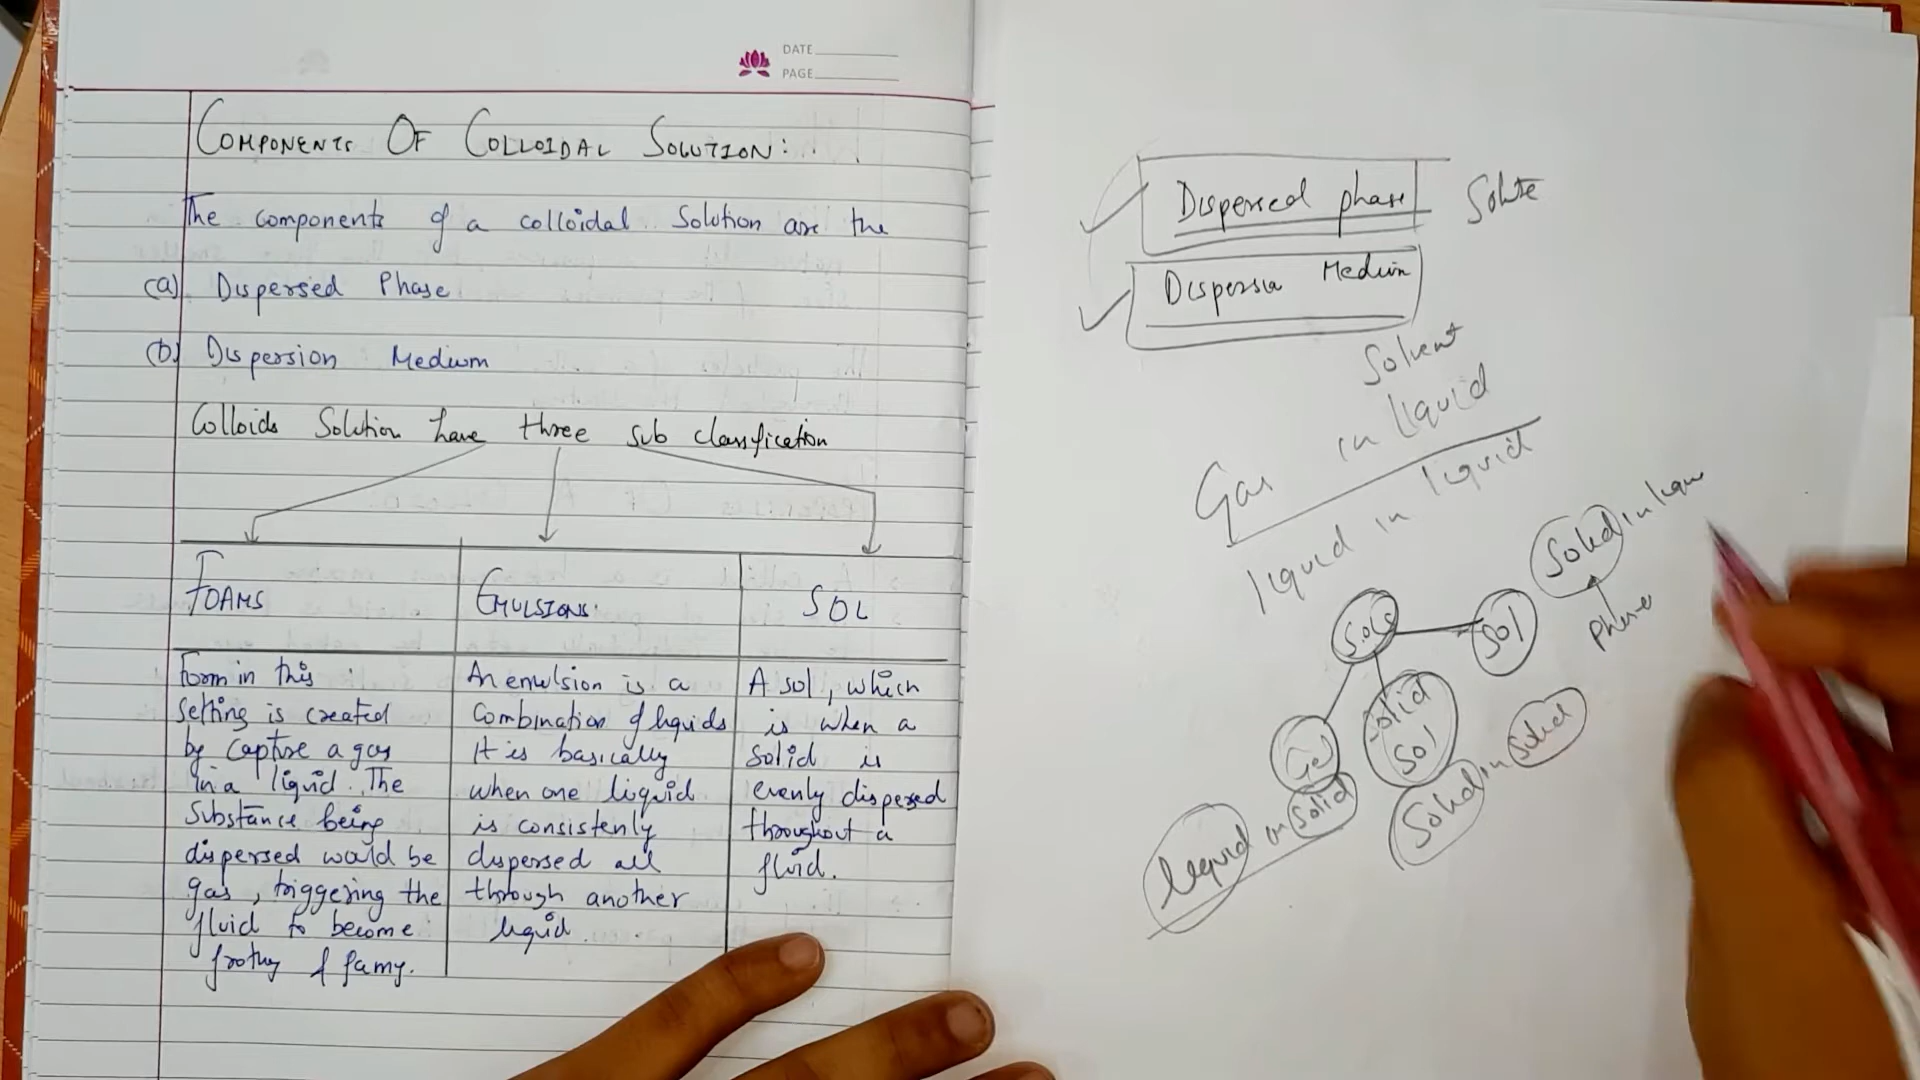 DATE
PAGE
COMPONENTS OF COLLOIDAL SOLUTION:
The components of a colloidal Solution are the
(a) Dispersed Phase
(b) Dispersion Medium
Colloids Solution have three sub classification
FOAMS
Form in this
setting is created
by captive a gas
in a liquid. The
Substance being
dispersed would be
gas, triggering the
fluid to become
frothy & famy.
EMULSIONS:
An emulsion is a
Combination of liquids
It is basically
when one liquid
is consistenly
dispersed all
through another
liquid.
SOL
A sol, which
is when a
Solid is
evenly dispersed
throughout a
fluid.
Dispersed phase
Solute
Dispersion Medium
Solvent
Gas in liquid
liquid in liquid
Solid in
phase
Sols
Sol
Gel
Solid
Sol
liquid in Solid
Solid in Solid